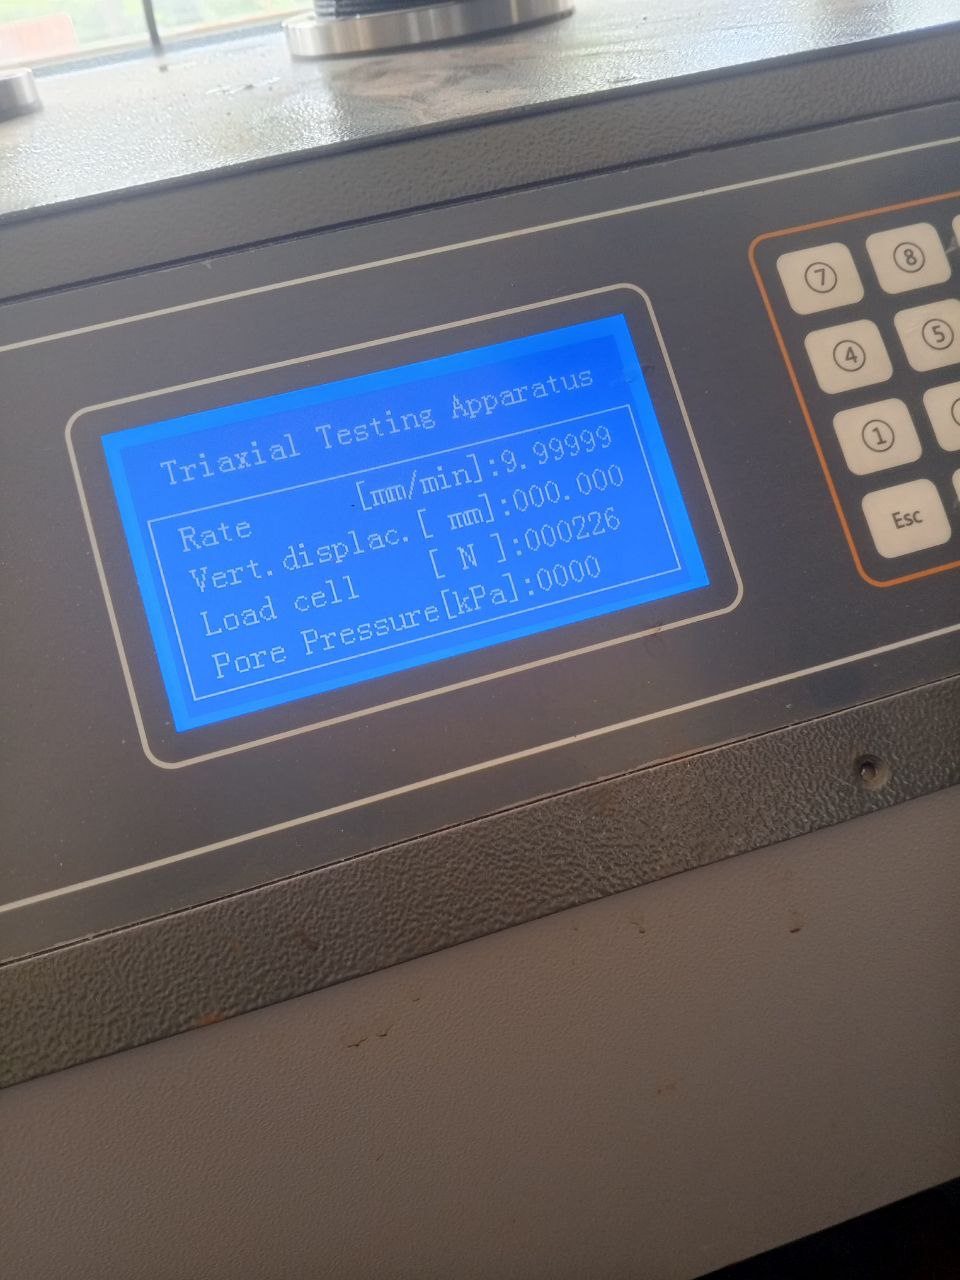 Triaxial Testing Apparatus
Rate [mm/min]:9.99999
Vert.displac.[ mm]:000.000
Load cell [ N ]:000226
Pore Pressure[kPa]:0000
7 8
4 5
1
Esc